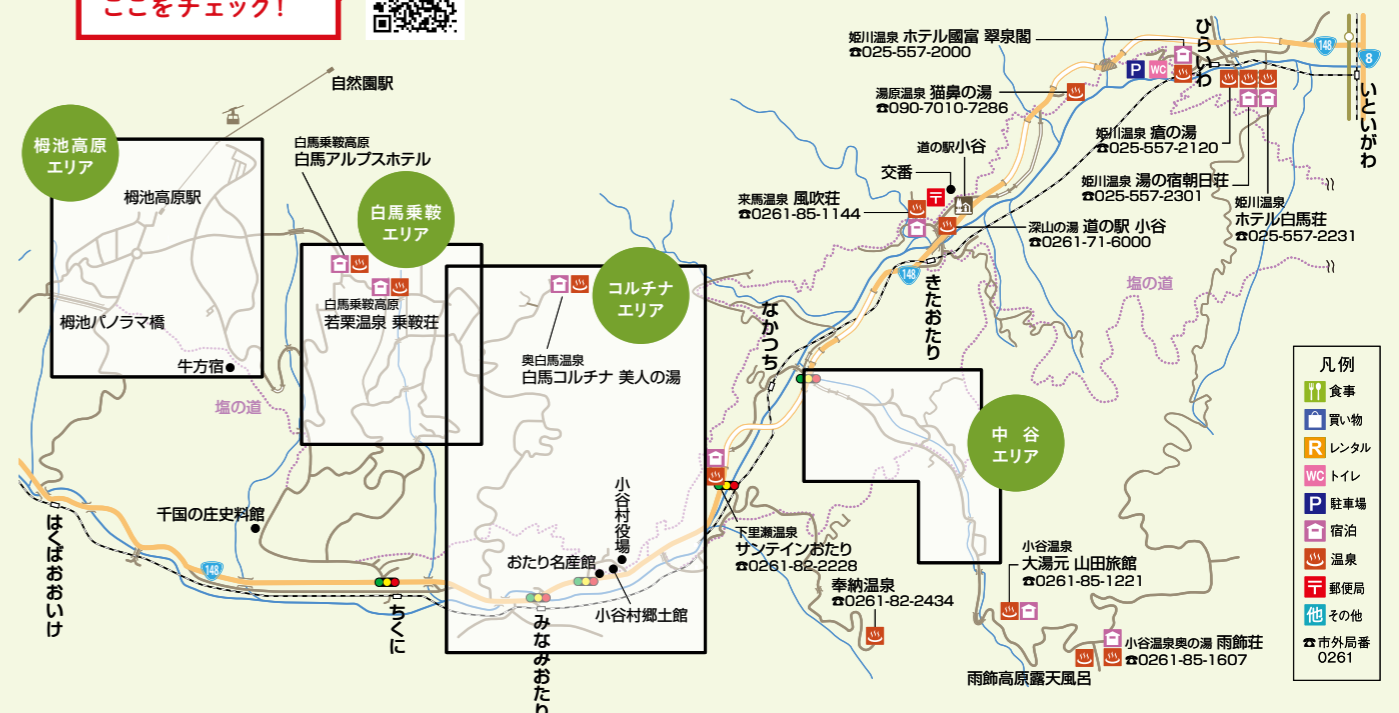 ここをチェック!
自然園駅
栂池高原
エリア
栂池高原駅
栂池パノラマ橋
牛方宿
塩の道
白馬乗鞍高原
白馬アルプスホテル
白馬乗鞍
エリア
白馬乗鞍高原
若栗温泉 乗鞍荘
コルチナ
エリア
奥白馬温泉
白馬コルチナ 美人の湯
千国の庄史料館
148
はくばおおいけ
ちくに
みなみおたり
おたり名産館
小谷村役場
小谷村郷土館
姫川温泉 ホテル國富 翠泉閣
☎025-557-2000
P
WC
ひらいわ
148
8
いといがわ
湯原温泉 猫鼻の湯
☎090-7010-7286
姫川温泉 瘡の湯
☎025-557-2120
道の駅小谷
交番
姫川温泉 湯の宿朝日荘
☎025-557-2301
姫川温泉
ホテル白馬荘
☎025-557-2231
来馬温泉 風吹荘
☎0261-85-1144
深山の湯 道の駅 小谷
☎0261-71-6000
148
きたおたり
塩の道
なかつち
中 谷
エリア
下里瀬温泉
サンテインおたり
☎0261-82-2228
奉納温泉
☎0261-82-2434
小谷温泉
大湯元 山田旅館
☎0261-85-1221
小谷温泉奥の湯 雨飾荘
☎0261-85-1607
雨飾高原露天風呂
凡例
食事
買い物
R レンタル
WC トイレ
P 駐車場
宿泊
温泉
郵便局
他 その他
☎市外局番
0261